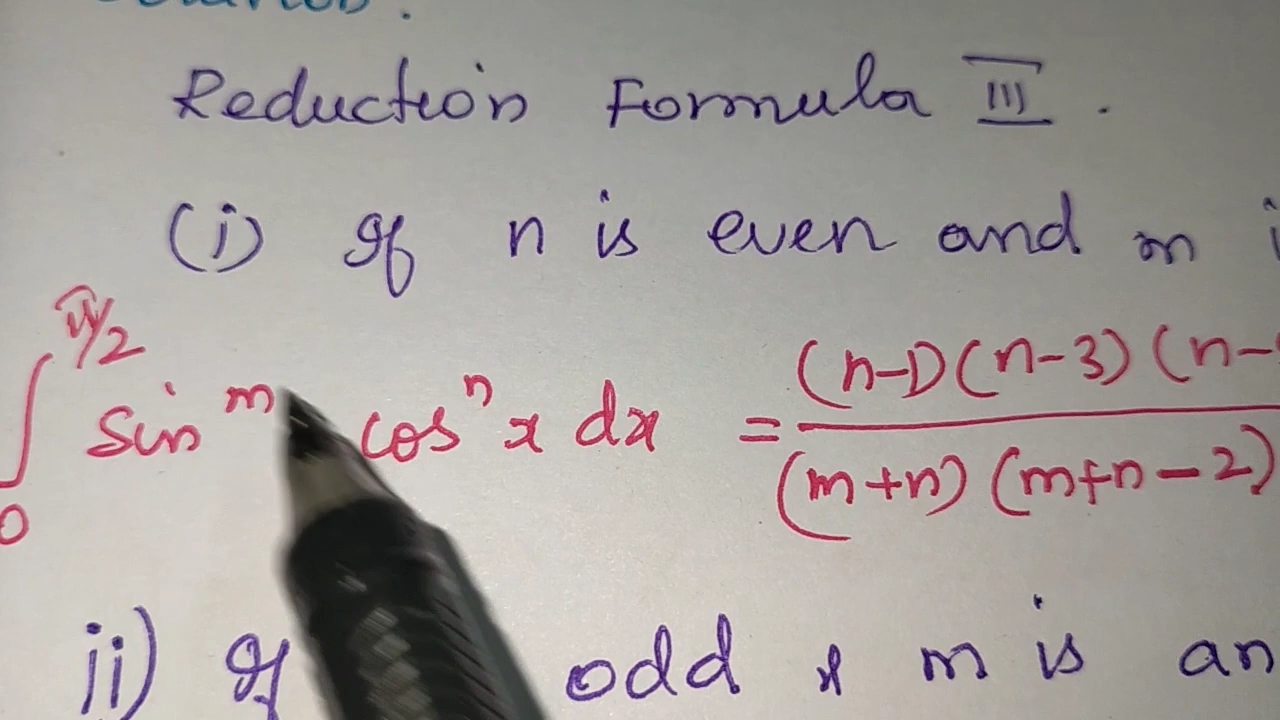 Reduction Formula III.
(i) If n is even and m i
∫₀^π/2 sin^m cos^n x dx = (n-1)(n-3)(n- / (m+n)(m+n-2)
ii) If odd & m is an